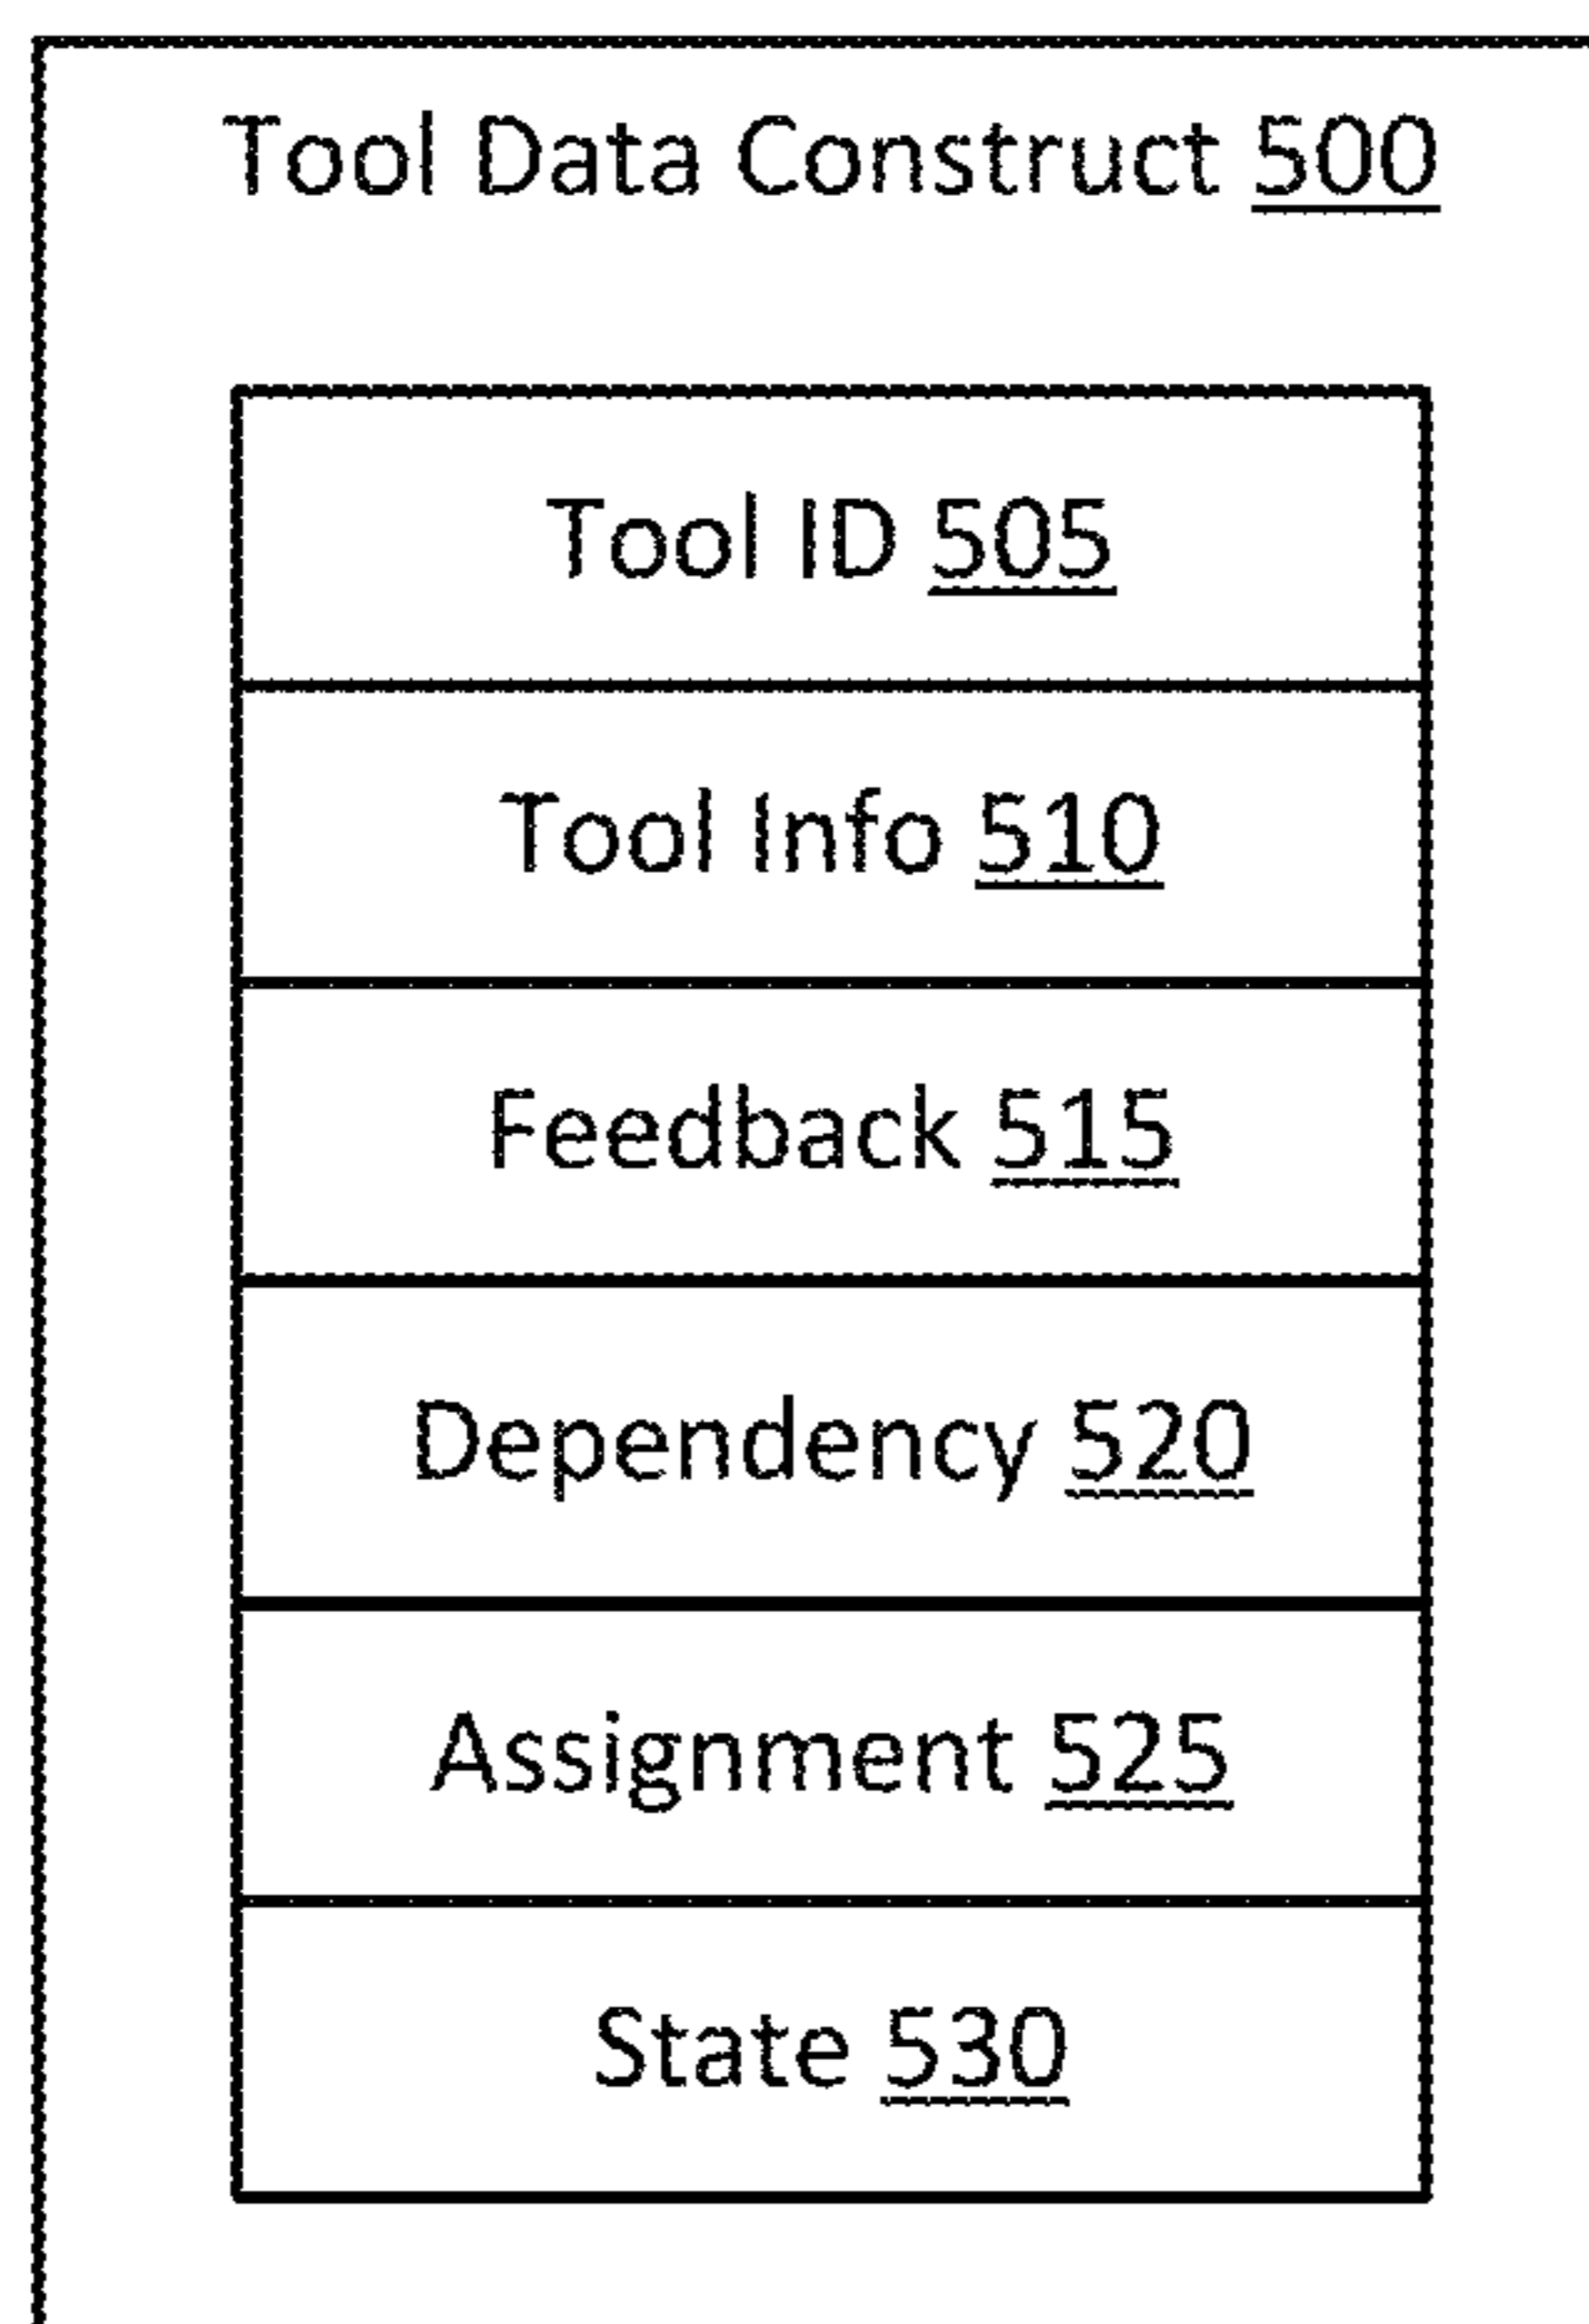 Tool Data Construct 500
Tool ID 505
Tool Info 510
Feedback 515
Dependency 520
Assignment 525
State 530